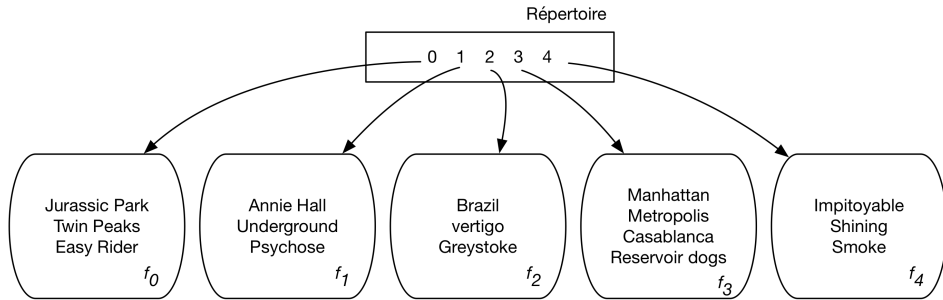 Répertoire
0 1 2 3 4
Jurassic Park
Twin Peaks
Easy Rider
f0
Annie Hall
Underground
Psychose
f1
Brazil
vertigo
Greystoke
f2
Manhattan
Metropolis
Casablanca
Reservoir dogs
f3
Impitoyable
Shining
Smoke
f4